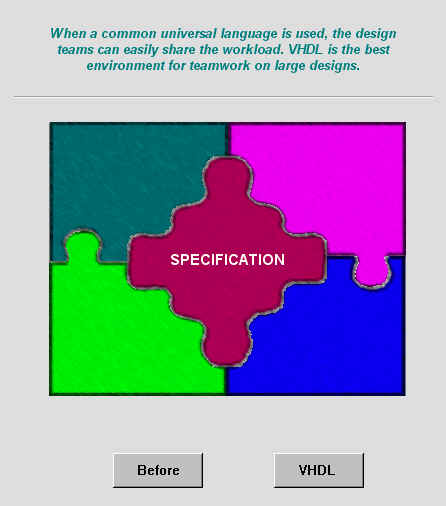 When a common universal language is used, the design
teams can easily share the workload. VHDL is the best
environment for teamwork on large designs.
SPECIFICATION
Before
VHDL